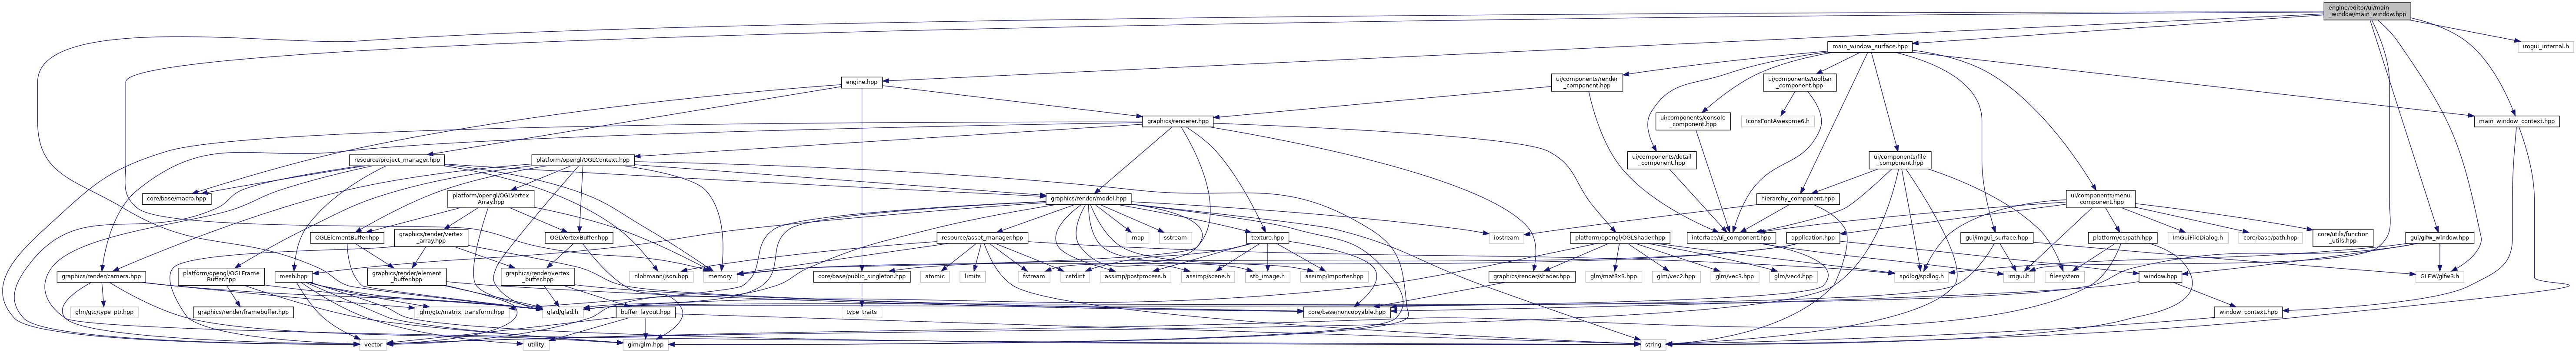 engine/editor/ui/main
_window/main_window.hpp
main_window_surface.hpp
imgui_internal.h
engine.hpp
ui/components/render
_component.hpp
ui/components/toolbar
_component.hpp
graphics/renderer.hpp
ui/components/console
_component.hpp
IconsFontAwesome6.h
main_window_context.hpp
resource/project_manager.hpp
platform/opengl/OGLContext.hpp
ui/components/detail
_component.hpp
ui/components/file
_component.hpp
core/base/macro.hpp
platform/opengl/OGLVertex
Array.hpp
graphics/render/model.hpp
hierarchy_component.hpp
ui/components/menu
_component.hpp
OGLElementBuffer.hpp
graphics/render/vertex
_array.hpp
OGLVertexBuffer.hpp
resource/asset_manager.hpp
map
sstream
texture.hpp
iostream
platform/opengl/OGLShader.hpp
interface/ui_component.hpp
application.hpp
gui/imgui_surface.hpp
platform/os/path.hpp
ImGuiFileDialog.h
core/base/path.hpp
core/utils/function
_utils.hpp
gui/glfw_window.hpp
graphics/render/camera.hpp
platform/opengl/OGLFrame
Buffer.hpp
mesh.hpp
graphics/render/element
_buffer.hpp
graphics/render/vertex
_buffer.hpp
nlohmann/json.hpp
memory
core/base/public_singleton.hpp
atomic
limits
fstream
cstdint
assimp/postprocess.h
assimp/scene.h
stb_image.h
assimp/Importer.hpp
graphics/render/shader.hpp
glm/mat3x3.hpp
glm/vec2.hpp
glm/vec3.hpp
glm/vec4.hpp
spdlog/spdlog.h
imgui.h
filesystem
window.hpp
GLFW/glfw3.h
glm/gtc/type_ptr.hpp
graphics/render/framebuffer.hpp
glm/gtc/matrix_transform.hpp
glad/glad.h
buffer_layout.hpp
core/base/noncopyable.hpp
type_traits
window_context.hpp
vector
utility
glm/glm.hpp
string